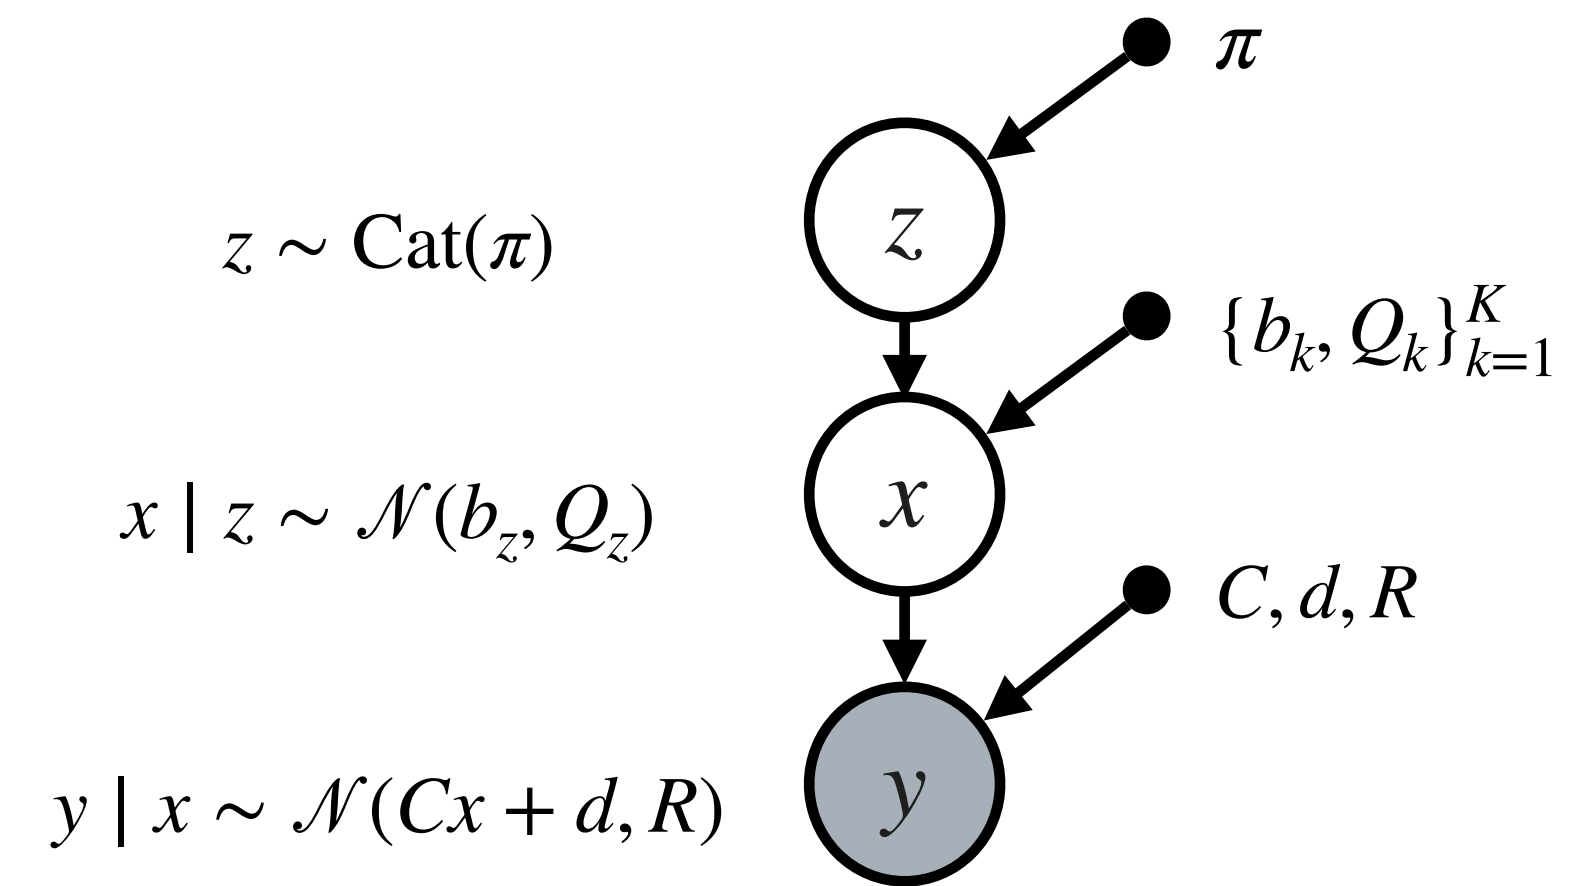 π
z
z ∼ Cat(π)
{b_k, Q_k}_{k=1}^K
x
x | z ∼ 𝒩(b_z, Q_z)
C, d, R
y
y | x ∼ 𝒩(Cx + d, R)